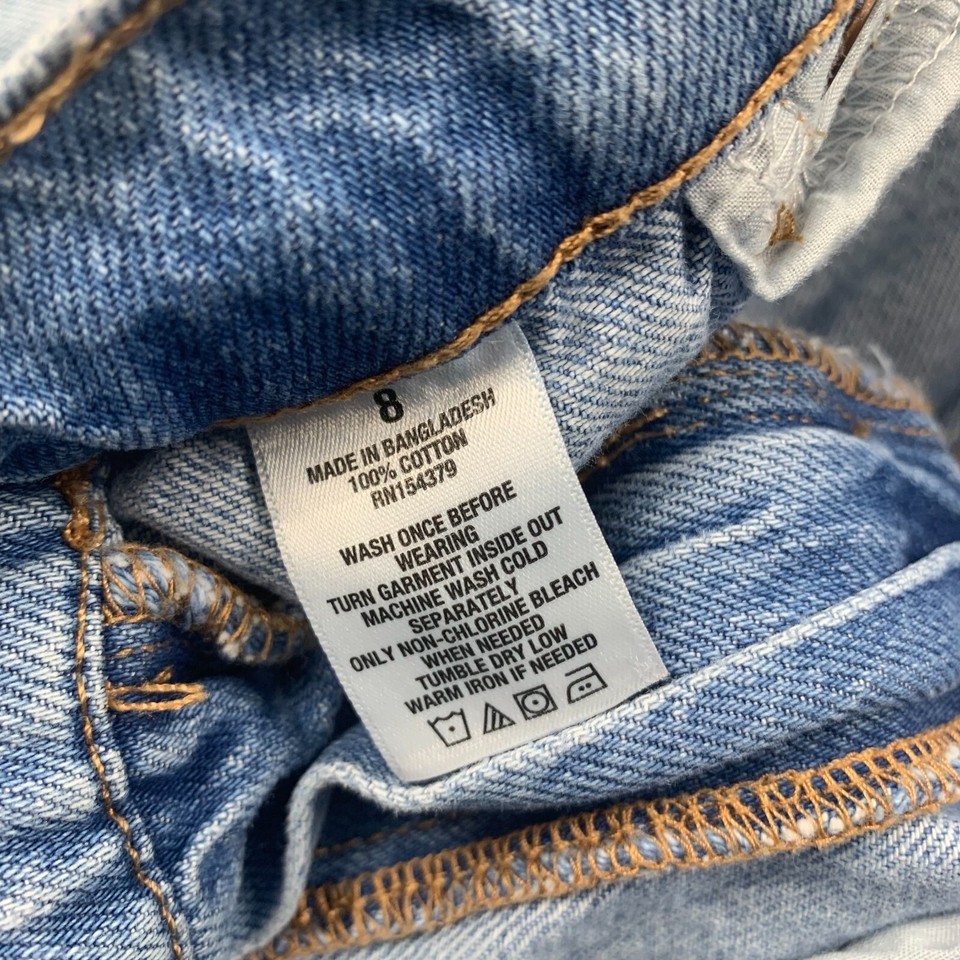 8
MADE IN BANGLADESH
100% COTTON
RN154379
WASH ONCE BEFORE
WEARING
TURN GARMENT INSIDE OUT
MACHINE WASH COLD
SEPARATELY
ONLY NON-CHLORINE BLEACH
WHEN NEEDED
TUMBLE DRY LOW
WARM IRON IF NEEDED